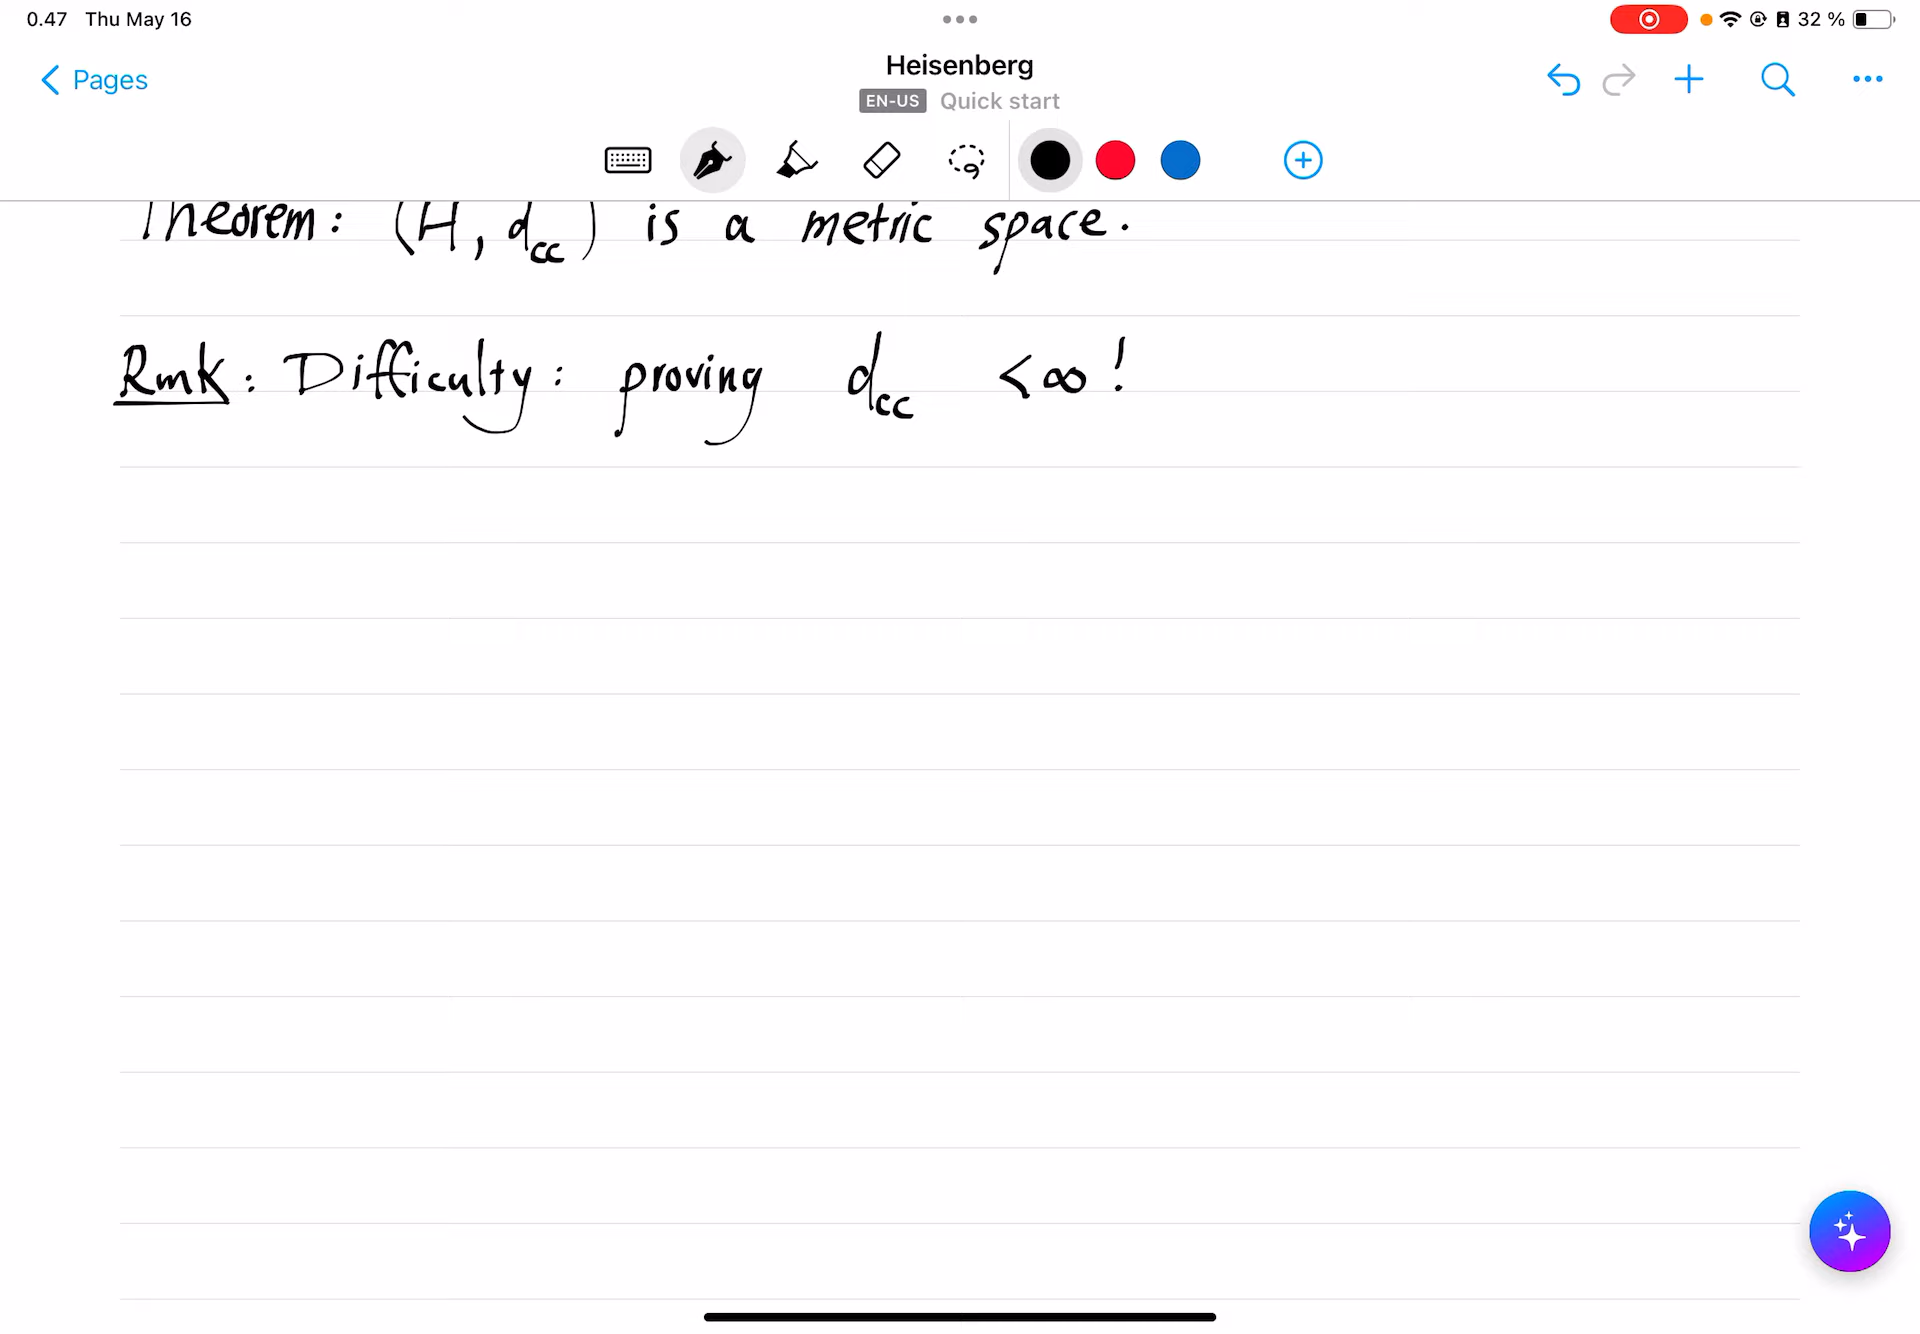 0.47 Thu May 16
32 %
Pages
Heisenberg
EN-US Quick start
Theorem: (H, dcc) is a metric space.
Rmk: Difficulty: proving dcc <∞!